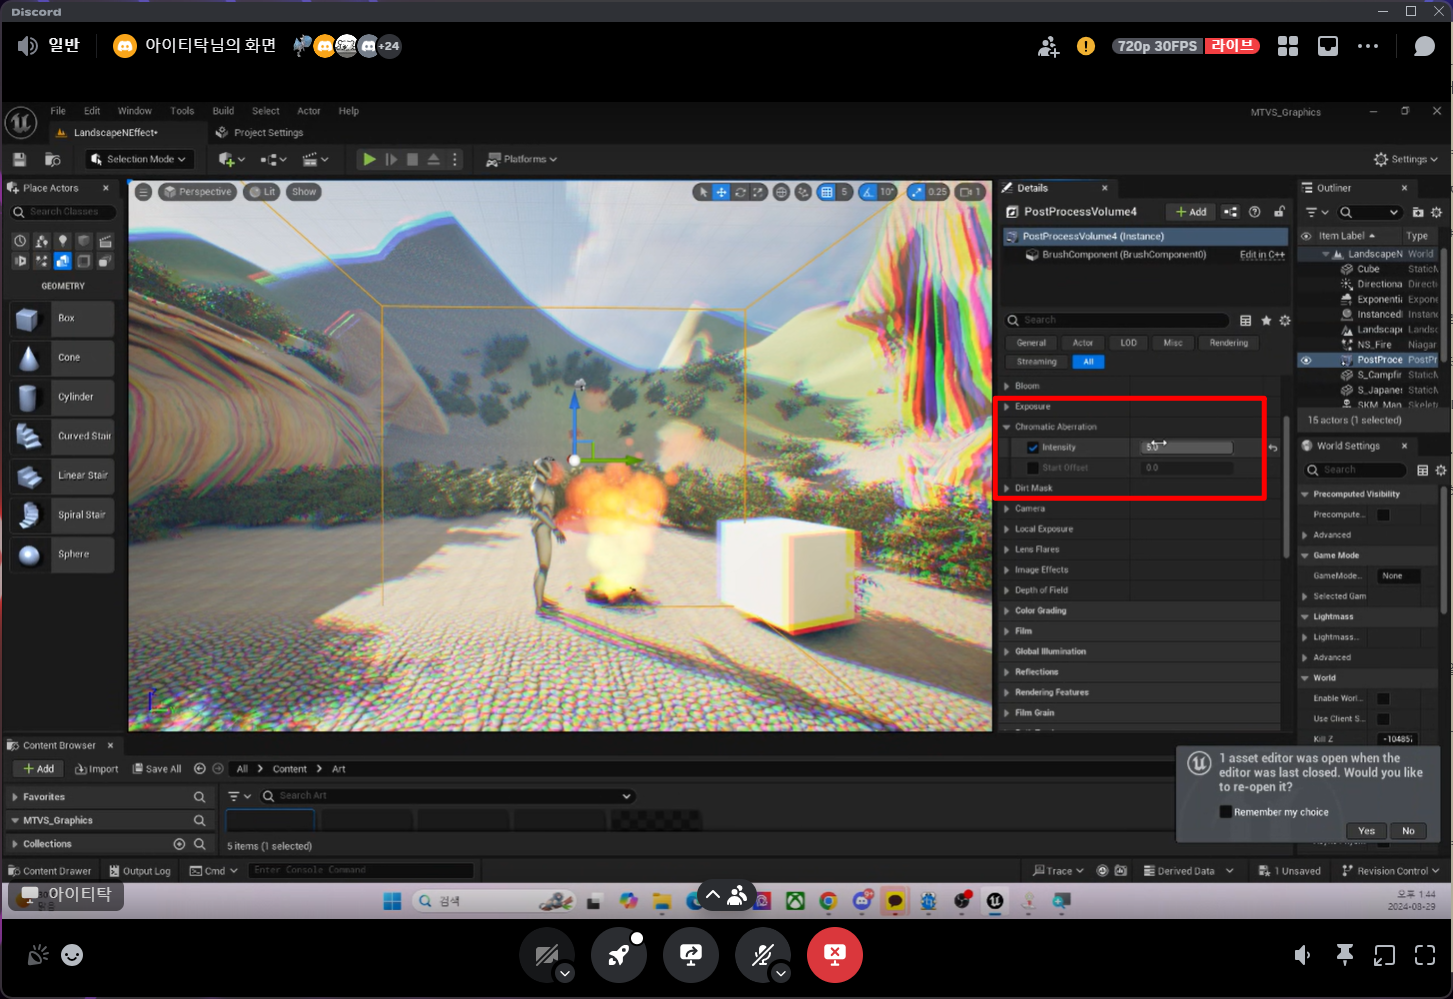 Discord
일반
아이티탁님의 화면
+24
720p 30FPS 라이브
File Edit Window Tools Build Select Actor Help
MTVS_Graphics
LandscapeNEffect•
Project Settings
Selection Mode
Platforms
Settings
Place Actors
Search Classes
GEOMETRY
Box
Cone
Cylinder
Curved Stair
Linear Stair
Spiral Stair
Sphere
Perspective Lit Show
5 10° 0.25 1
Details
PostProcessVolume4
Add
PostProcessVolume4 (Instance)
BrushComponent (BrushComponent0) Edit in C++
Search
General Actor LOD Misc Rendering
Streaming All
Bloom
Exposure
Chromatic Aberration
Intensity 5.0
Start Offset 0.0
Dirt Mask
Camera
Local Exposure
Lens Flares
Image Effects
Depth of Field
Color Grading
Film
Global Illumination
Reflections
Rendering Features
Film Grain
Outliner
Item Label Type
LandscapeN World
Cube StaticM
Directiona Directi
Exponentia Expone
Instanced Instanc
Landscape Landsc
NS_Fire Niagar
PostProce PostPr
S_Campfir StaticM
S_Japanes StaticM
SKM_Man Skeleta
15 actors (1 selected)
World Settings
Search
Precomputed Visibility
Precompute..
Advanced
Game Mode
GameMode.. None
Selected Gam
Lightmass
Lightmass..
Advanced
World
Enable Worl..
Use Client S..
Kill Z -104857
1 asset editor was open when the
editor was last closed. Would you like
to re-open it?
Remember my choice
Yes No
Content Browser
Add Import Save All All Content Art
Favorites
MTVS_Graphics
Collections
Search Art
5 items (1 selected)
Content Drawer Output Log Cmd Enter Console Command
Trace Derived Data 1 Unsaved Revision Control
아이티탁
검색
오후 1:44
2024-08-29